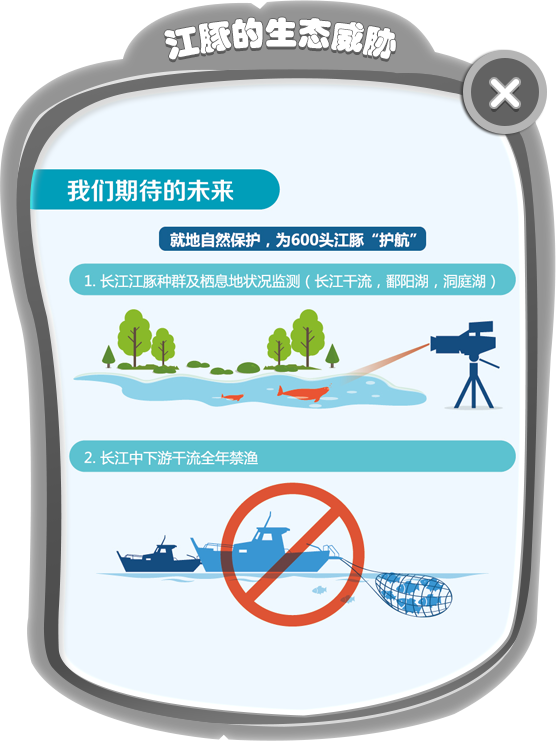 江豚的生态威胁
我们期待的未来
就地自然保护，为600头江豚“护航”
1. 长江江豚种群及栖息地状况监测（长江干流，鄱阳湖，洞庭湖）
2. 长江中下游干流全年禁渔